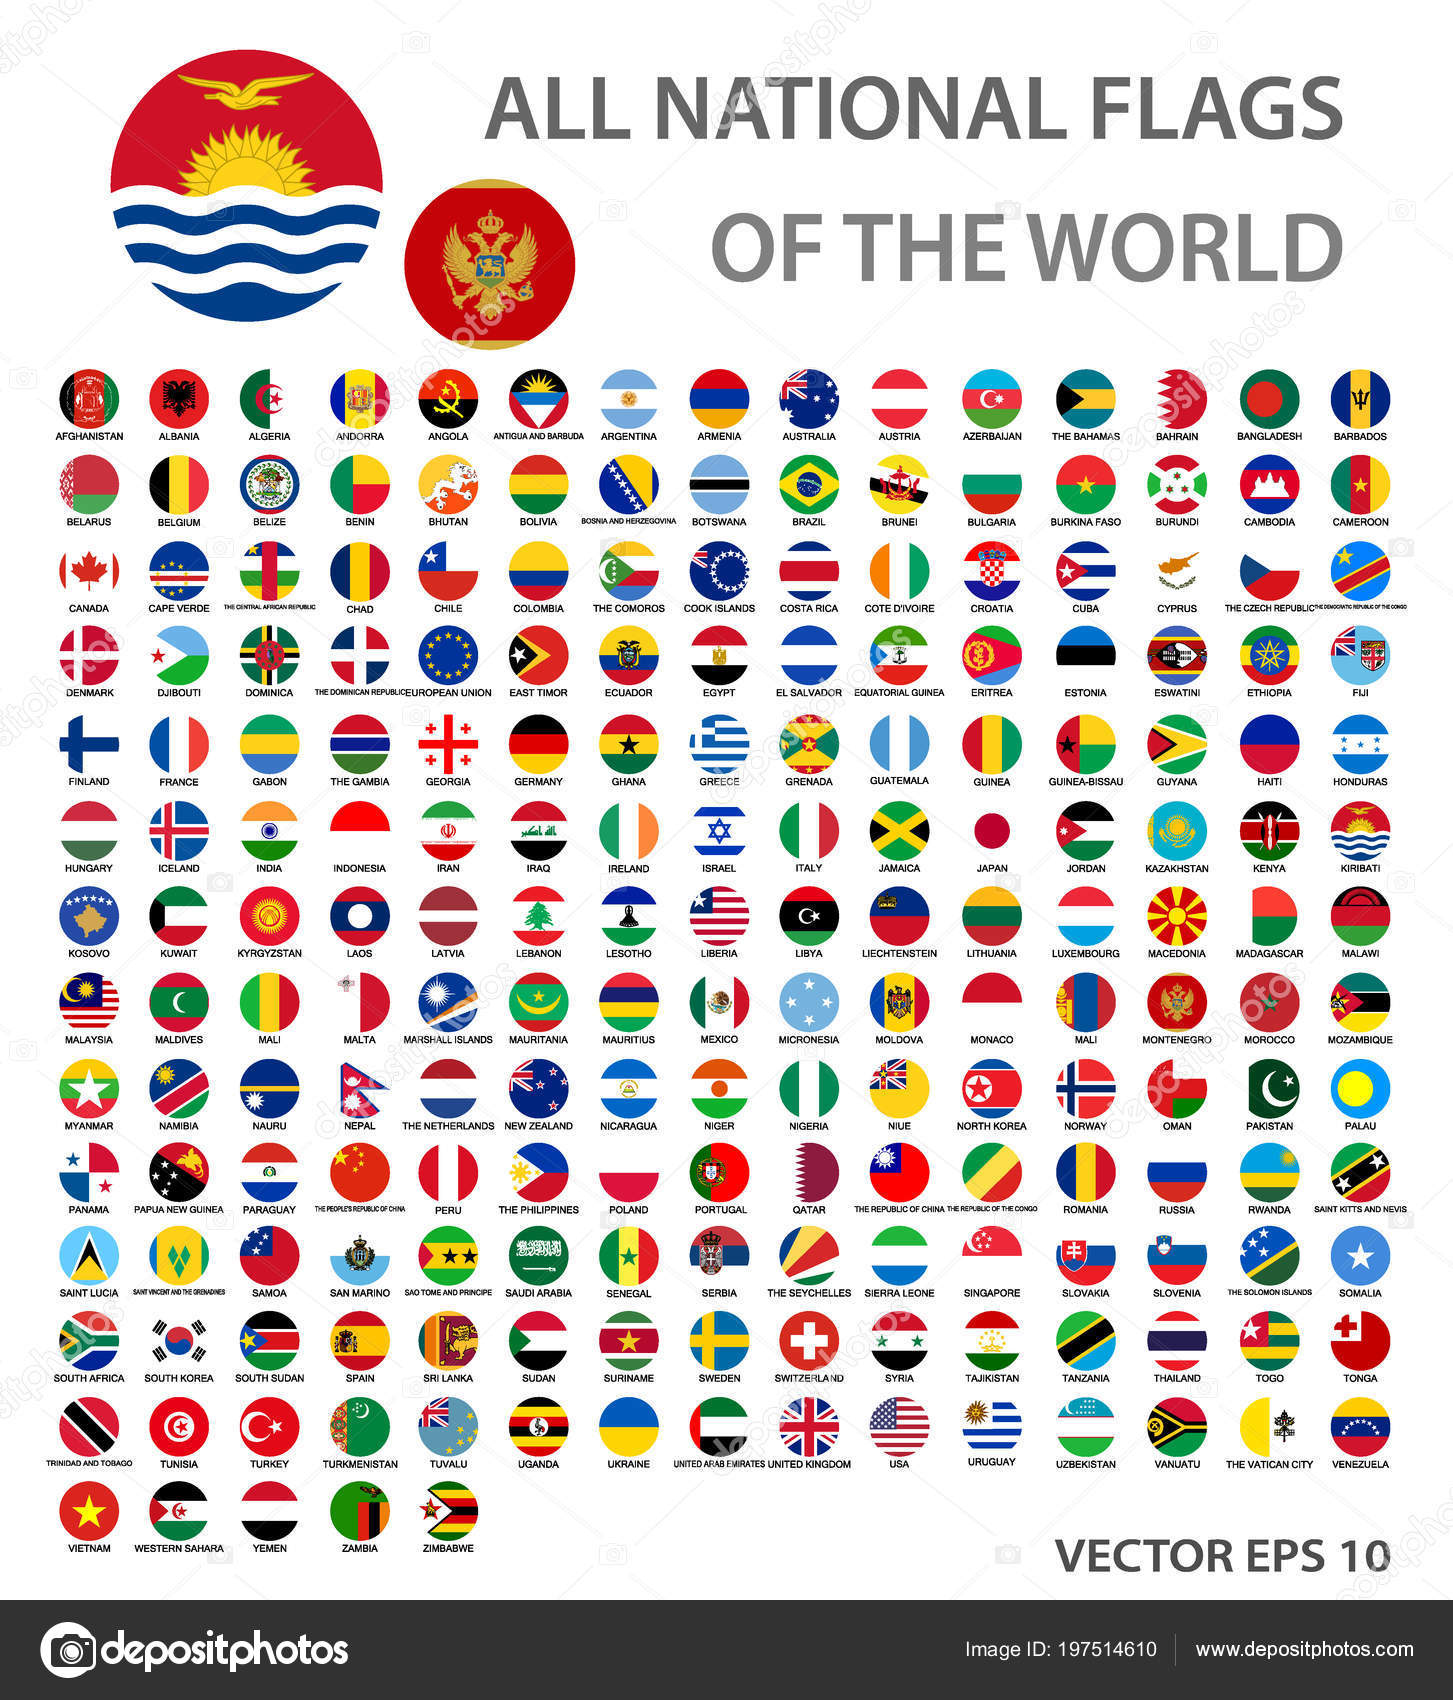 ALL NATIONAL FLAGS
OF THE WORLD
AFGHANISTAN ALBANIA ALGERIA ANDORRA ANGOLA ANTIGUA AND BARBUDA ARGENTINA ARMENIA AUSTRALIA AUSTRIA AZERBAIJAN THE BAHAMAS BAHRAIN BANGLADESH BARBADOS
BELARUS BELGIUM BELIZE BENIN BHUTAN BOLIVIA BOSNIA AND HERZEGOVINA BOTSWANA BRAZIL BRUNEI BULGARIA BURKINA FASO BURUNDI CAMBODIA CAMEROON
CANADA CAPE VERDE THE CENTRAL AFRICAN REPUBLIC CHAD CHILE COLOMBIA THE COMOROS COOK ISLANDS COSTA RICA COTE D'IVOIRE CROATIA CUBA CYPRUS THE CZECH REPUBLIC THE DEMOCRATIC REPUBLIC OF THE CONGO
DENMARK DJIBOUTI DOMINICA THE DOMINICAN REPUBLIC EUROPEAN UNION EAST TIMOR ECUADOR EGYPT EL SALVADOR EQUATORIAL GUINEA ERITREA ESTONIA ESWATINI ETHIOPIA FIJI
FINLAND FRANCE GABON THE GAMBIA GEORGIA GERMANY GHANA GREECE GRENADA GUATEMALA GUINEA GUINEA-BISSAU GUYANA HAITI HONDURAS
HUNGARY ICELAND INDIA INDONESIA IRAN IRAQ IRELAND ISRAEL ITALY JAMAICA JAPAN JORDAN KAZAKHSTAN KENYA KIRIBATI
KOSOVO KUWAIT KYRGYZSTAN LAOS LATVIA LEBANON LESOTHO LIBERIA LIBYA LIECHTENSTEIN LITHUANIA LUXEMBOURG MACEDONIA MADAGASCAR MALAWI
MALAYSIA MALDIVES MALI MALTA MARSHALL ISLANDS MAURITANIA MAURITIUS MEXICO MICRONESIA MOLDOVA MONACO MALI MONTENEGRO MOROCCO MOZAMBIQUE
MYANMAR NAMIBIA NAURU NEPAL THE NETHERLANDS NEW ZEALAND NICARAGUA NIGER NIGERIA NIUE NORTH KOREA NORWAY OMAN PAKISTAN PALAU
PANAMA PAPUA NEW GUINEA PARAGUAY THE PEOPLE'S REPUBLIC OF CHINA PERU THE PHILIPPINES POLAND PORTUGAL QATAR THE REPUBLIC OF CHINA THE REPUBLIC OF THE CONGO ROMANIA RUSSIA RWANDA SAINT KITTS AND NEVIS
SAINT LUCIA SAINT VINCENT AND THE GRENADINES SAMOA SAN MARINO SAO TOME AND PRINCIPE SAUDI ARABIA SENEGAL SERBIA THE SEYCHELLES SIERRA LEONE SINGAPORE SLOVAKIA SLOVENIA THE SOLOMON ISLANDS SOMALIA
SOUTH AFRICA SOUTH KOREA SOUTH SUDAN SPAIN SRI LANKA SUDAN SURINAME SWEDEN SWITZERLAND SYRIA TAJIKISTAN TANZANIA THAILAND TOGO TONGA
TRINIDAD AND TOBAGO TUNISIA TURKEY TURKMENISTAN TUVALU UGANDA UKRAINE UNITED ARAB EMIRATES UNITED KINGDOM USA URUGUAY UZBEKISTAN VANUATU THE VATICAN CITY VENEZUELA
VIETNAM WESTERN SAHARA YEMEN ZAMBIA ZIMBABWE
VECTOR EPS 10
depositphotos
Image ID: 197514610 www.depositphotos.com